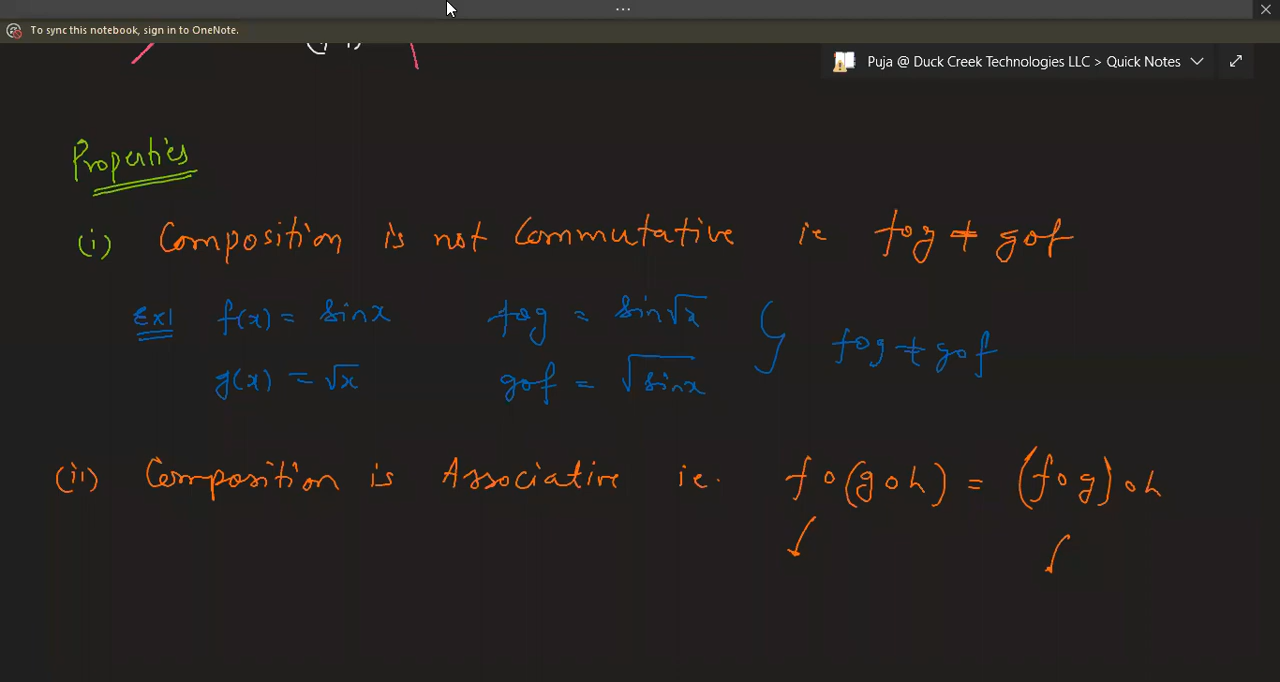 To sync this notebook, sign in to OneNote.
Puja @ Duck Creek Technologies LLC > Quick Notes
Properties
(i) Composition is not Commutative ie fog ≠ gof
Ex1 f(x) = sinx fog = sin√x } fog ≠ gof
g(x) = √x gof = √sinx
(ii) Composition is Associative ie. fo(goh) = (fog)oh